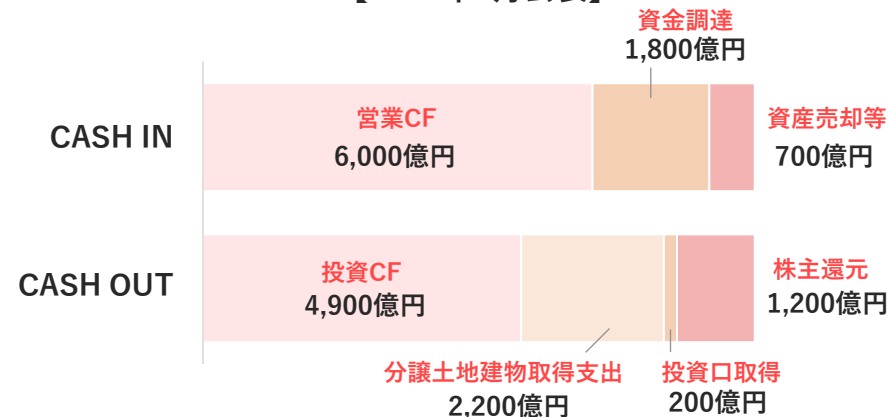 資金調達
1,800億円
CASH IN
営業CF
6,000億円
資産売却等
700億円
CASH OUT
投資CF
4,900億円
株主還元
1,200億円
分譲土地建物取得支出
2,200億円
投資口取得
200億円